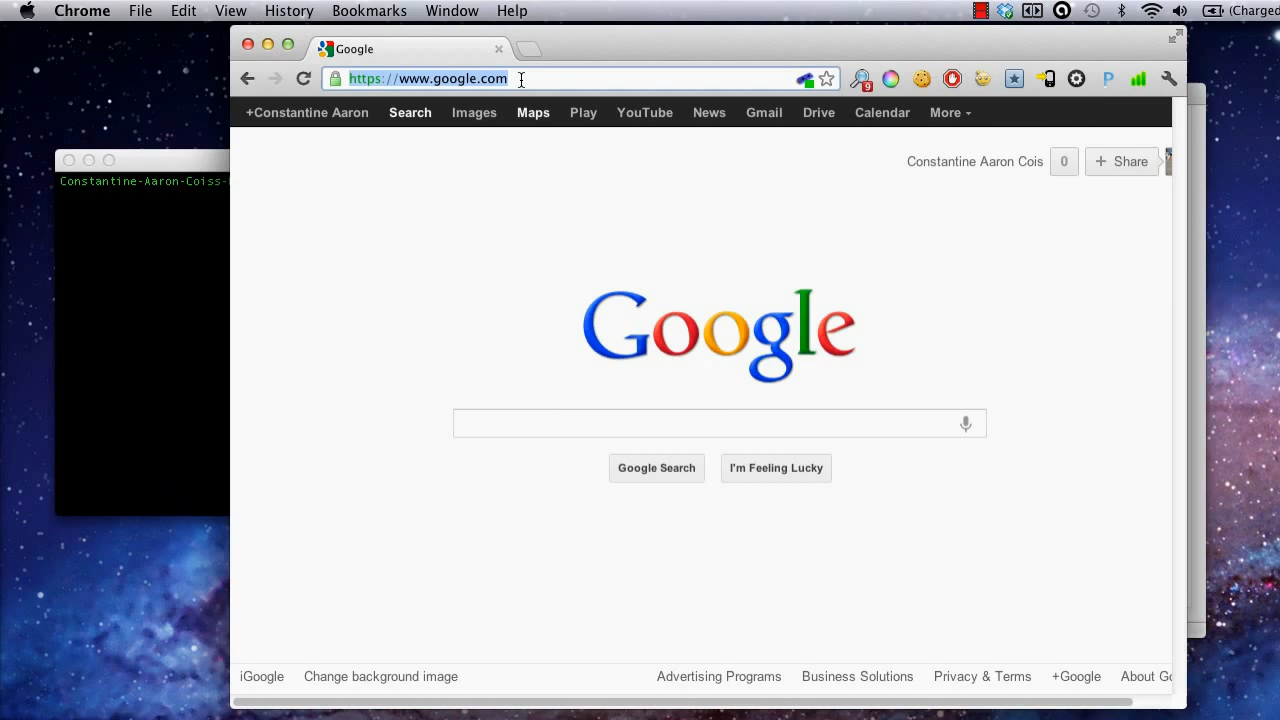 Chrome File Edit View History Bookmarks Window Help (Charged
Google
https://www.google.com
9
+Constantine Aaron Search Images Maps Play YouTube News Gmail Drive Calendar More
Constantine Aaron Cois 0 + Share
Constantine-Aaron-Coiss-
Google
Google Search I'm Feeling Lucky
iGoogle Change background image Advertising Programs Business Solutions Privacy & Terms +Google About Go